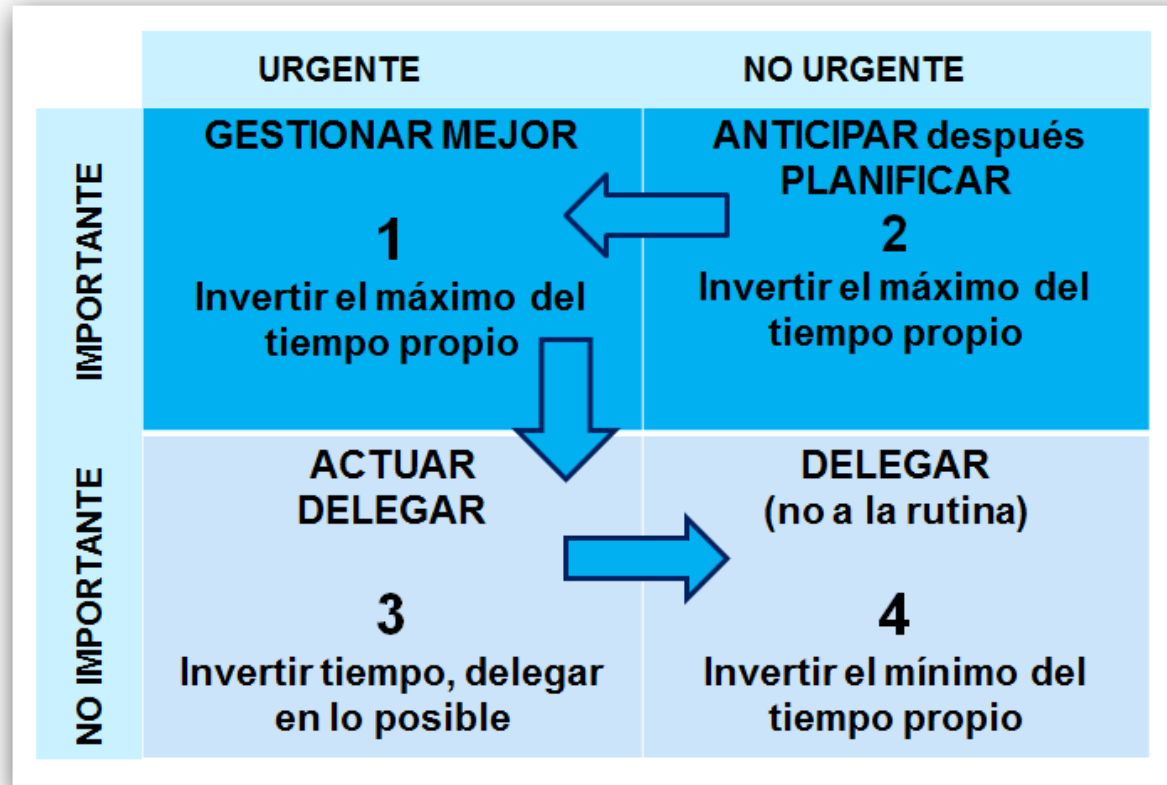 URGENTE
NO URGENTE
IMPORTANTE
GESTIONAR MEJOR
1
Invertir el máximo del
tiempo propio
ANTICIPAR después
PLANIFICAR
2
Invertir el máximo del
tiempo propio
NO IMPORTANTE
ACTUAR
DELEGAR
3
Invertir tiempo, delegar
en lo posible
DELEGAR
(no a la rutina)
4
Invertir el mínimo del
tiempo propio